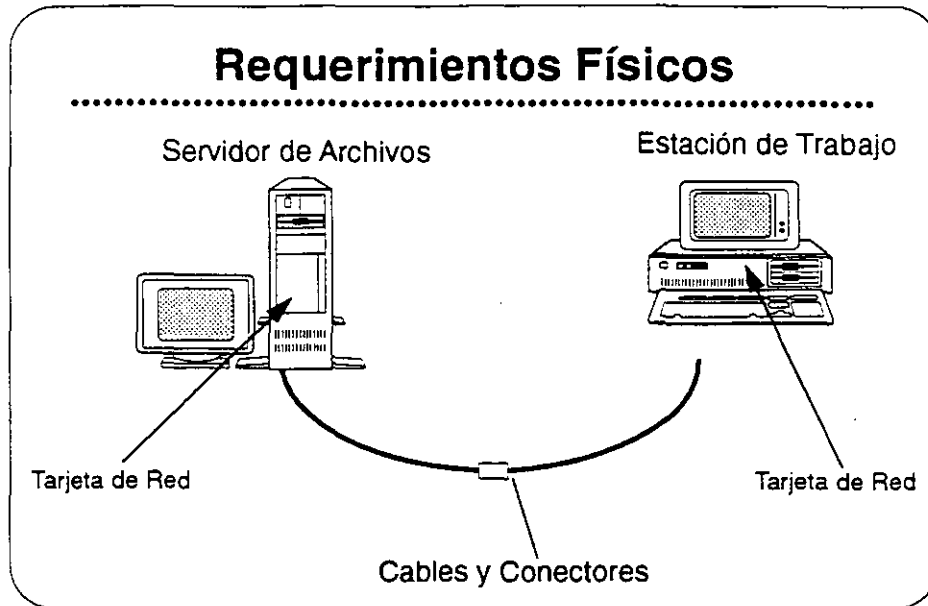 Requerimientos Físicos
Servidor de Archivos
Estación de Trabajo
Tarjeta de Red
Tarjeta de Red
Cables y Conectores